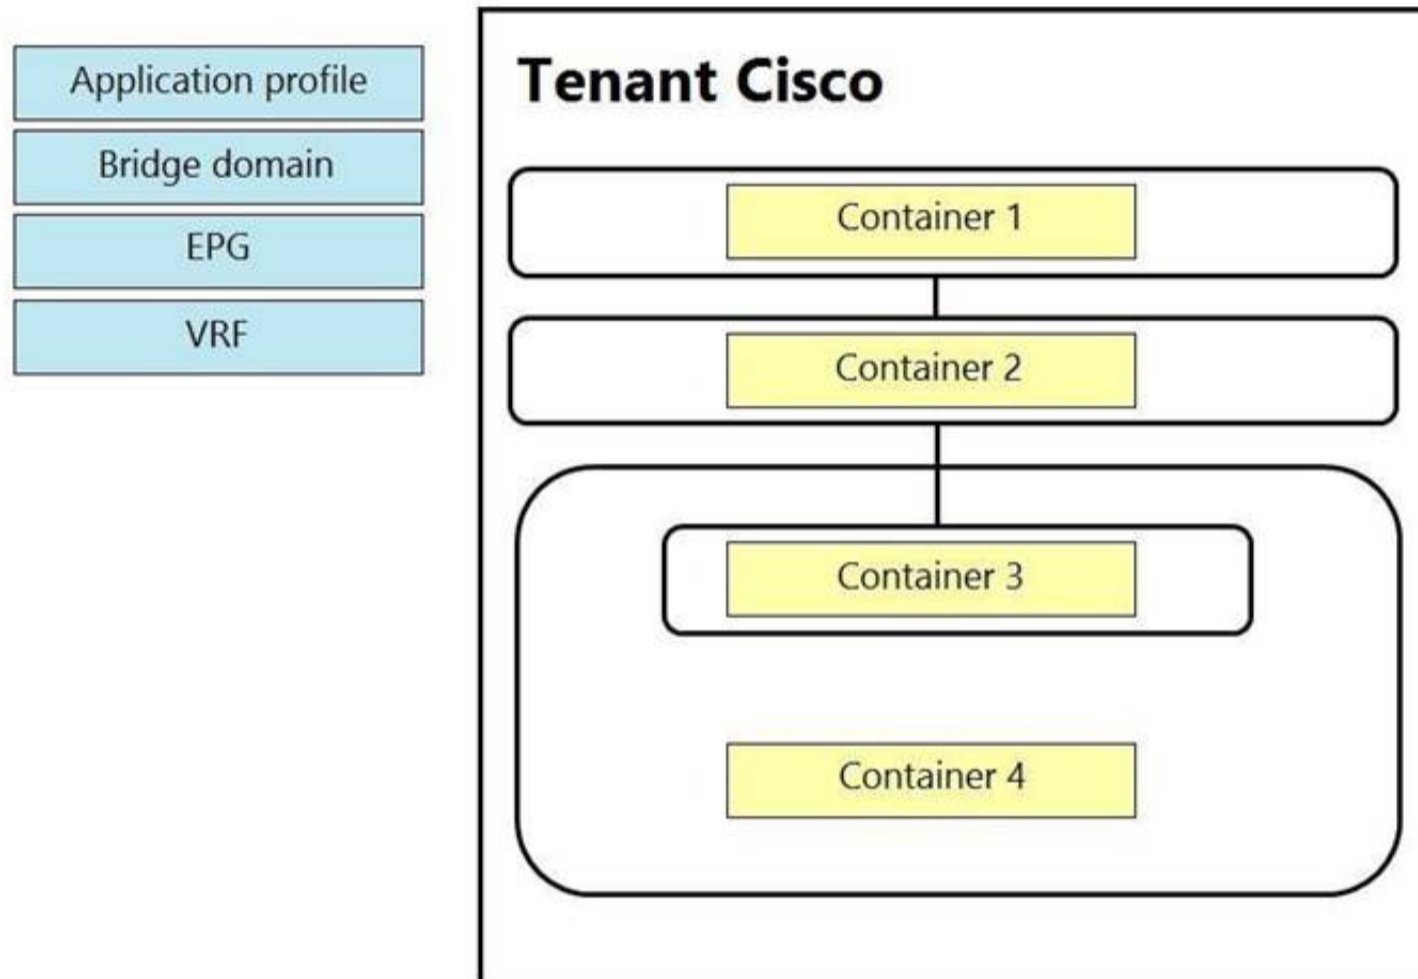 Application profile
Bridge domain
EPG
VRF
Tenant Cisco
Container 1
Container 2
Container 3
Container 4